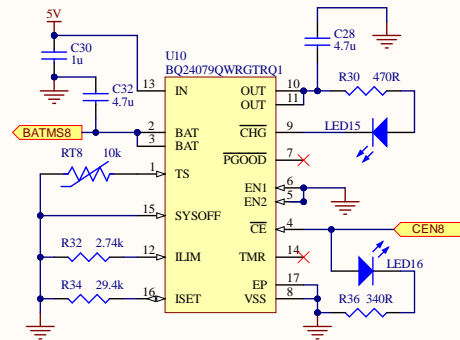 5V
C30
1u
C28
4.7u
U10
BQ24079QWRGTRQ1
C32
4.7u
13 IN OUT 10
OUT 11
R30 470R
BATMS8
2 BAT CHG 9
3 BAT
LED15
RT8 10k
PGOOD 7
1 TS
EN1 6
EN2 5
15 SYSOFF
CE 4
CEN8
R32 2.74k
12 ILIM TMR 14
LED16
R34 29.4k
EP 17
16 ISET VSS 8
R36 340R